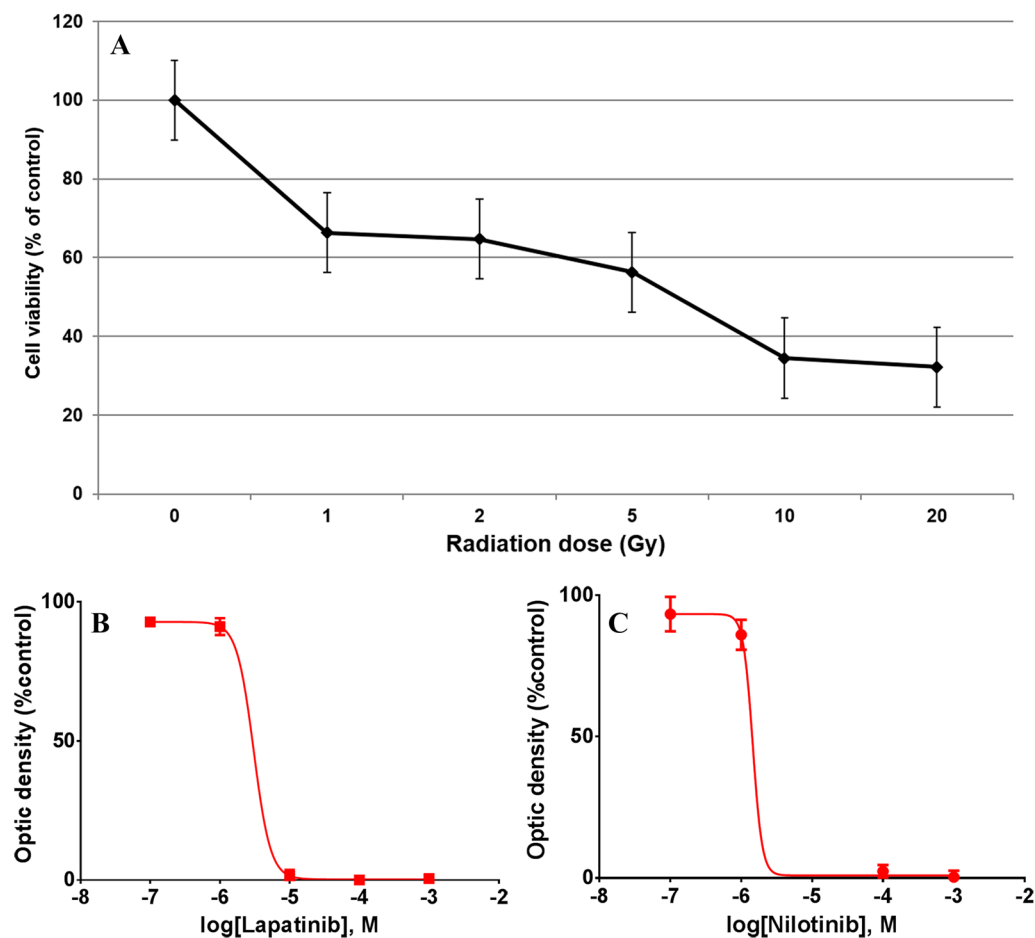 A
Cell viability (% of control)
120
100
80
60
40
20
0
0 1 2 5 10 20
Radiation dose (Gy)
B
Optic density (%control)
100
50
0
-8 -7 -6 -5 -4 -3 -2
log[Lapatinib], M
C
Optic density (%control)
100
50
0
-8 -7 -6 -5 -4 -3 -2
log[Nilotinib], M